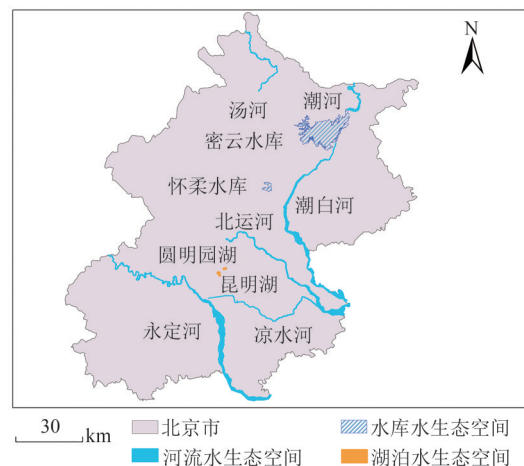 N
汤河
潮河
密云水库
怀柔水库
潮白河
北运河
圆明园湖
昆明湖
永定河
凉水河
30 km
北京市
水库水生态空间
河流水生态空间
湖泊水生态空间